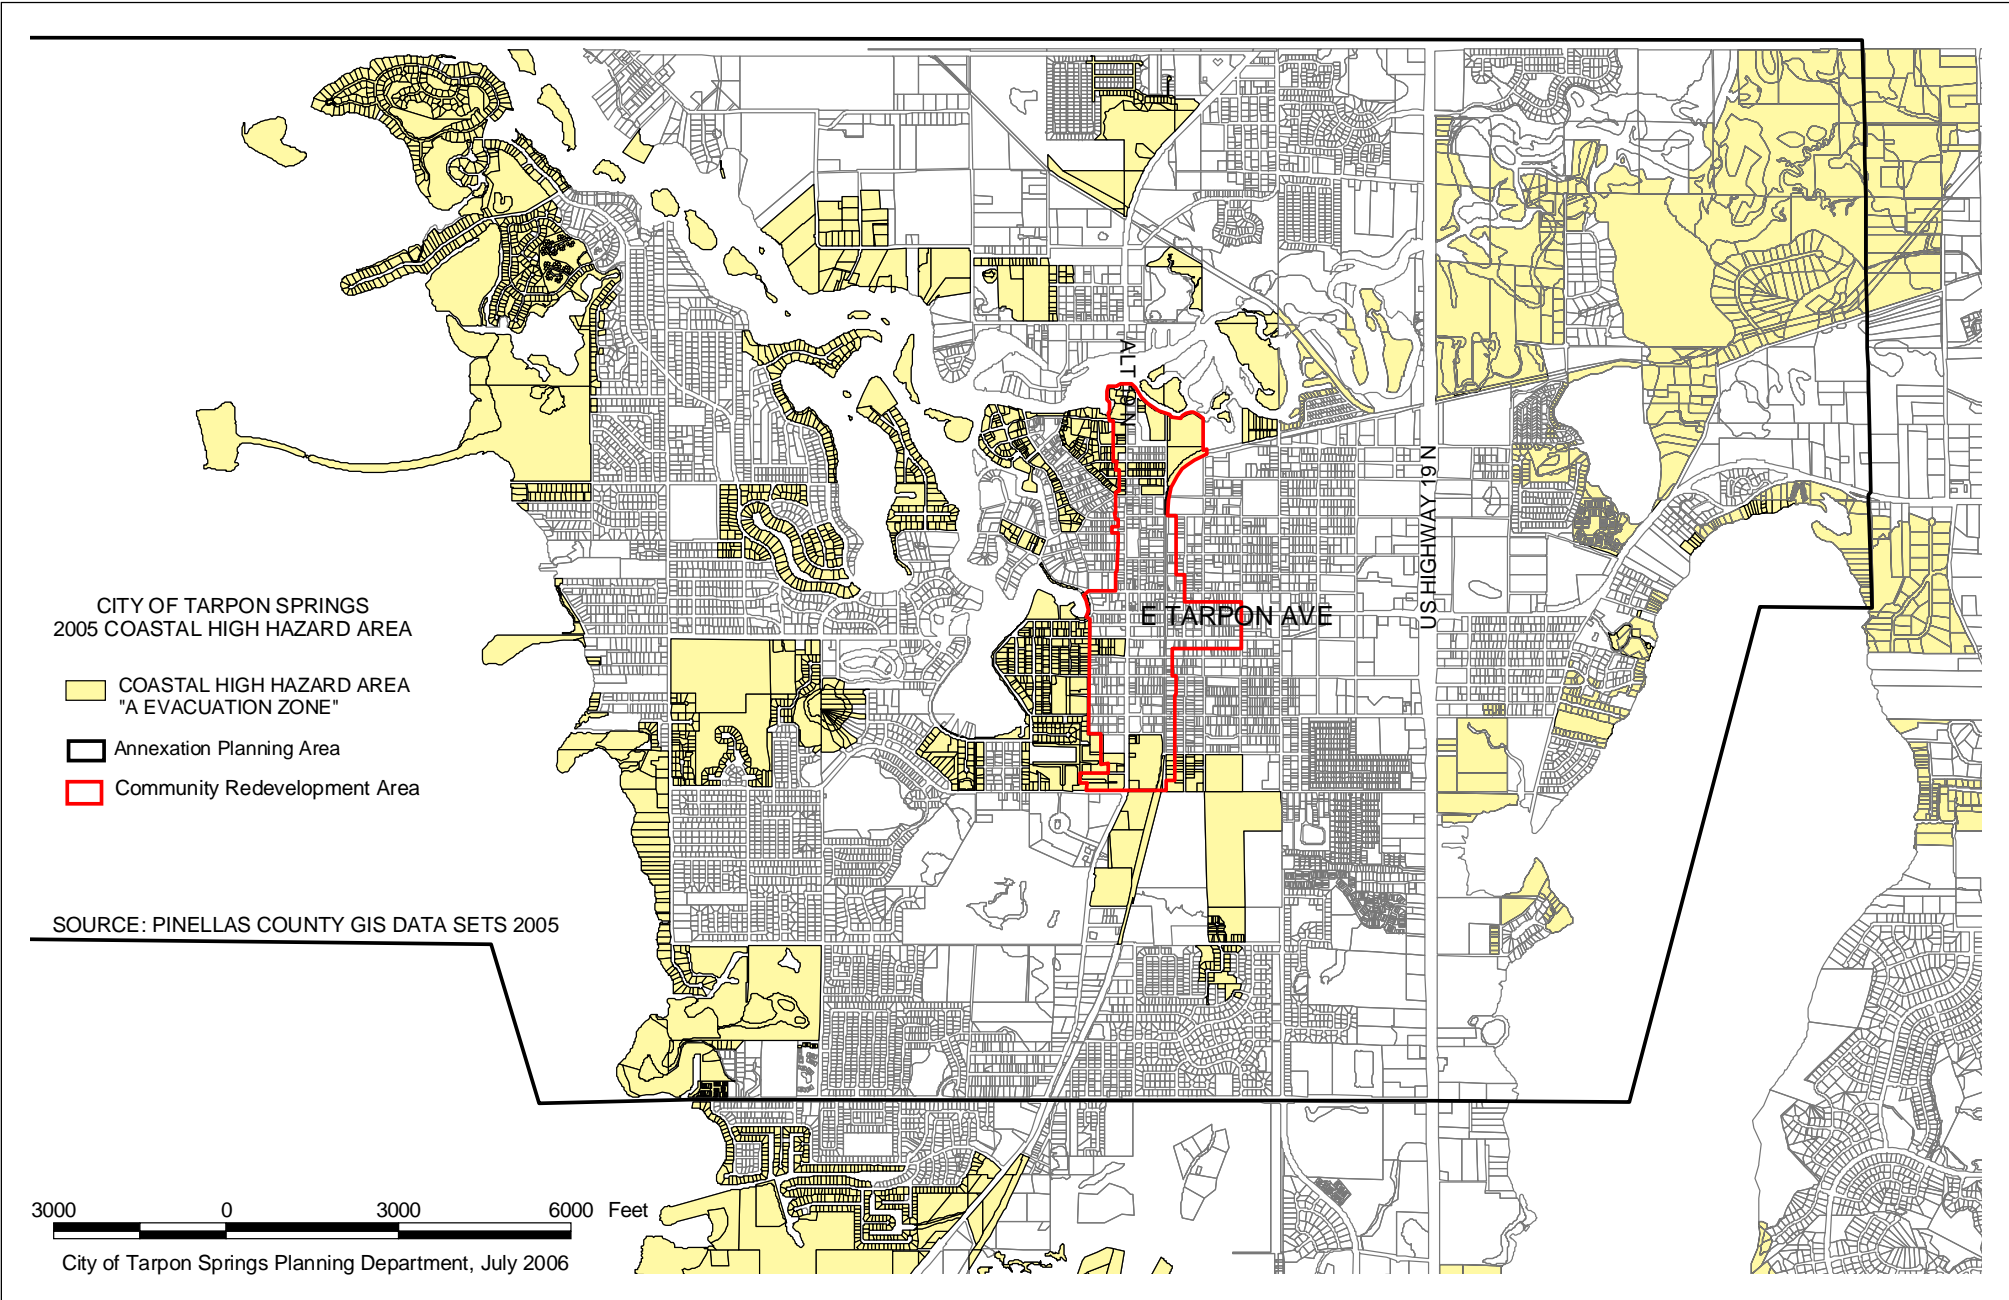 ALT 19 N
US HIGHWAY 19 N
E TARPON AVE
CITY OF TARPON SPRINGS
2005 COASTAL HIGH HAZARD AREA
COASTAL HIGH HAZARD AREA
"A EVACUATION ZONE"
Annexation Planning Area
Community Redevelopment Area
SOURCE: PINELLAS COUNTY GIS DATA SETS 2005
3000 0 3000 6000 Feet
City of Tarpon Springs Planning Department, July 2006